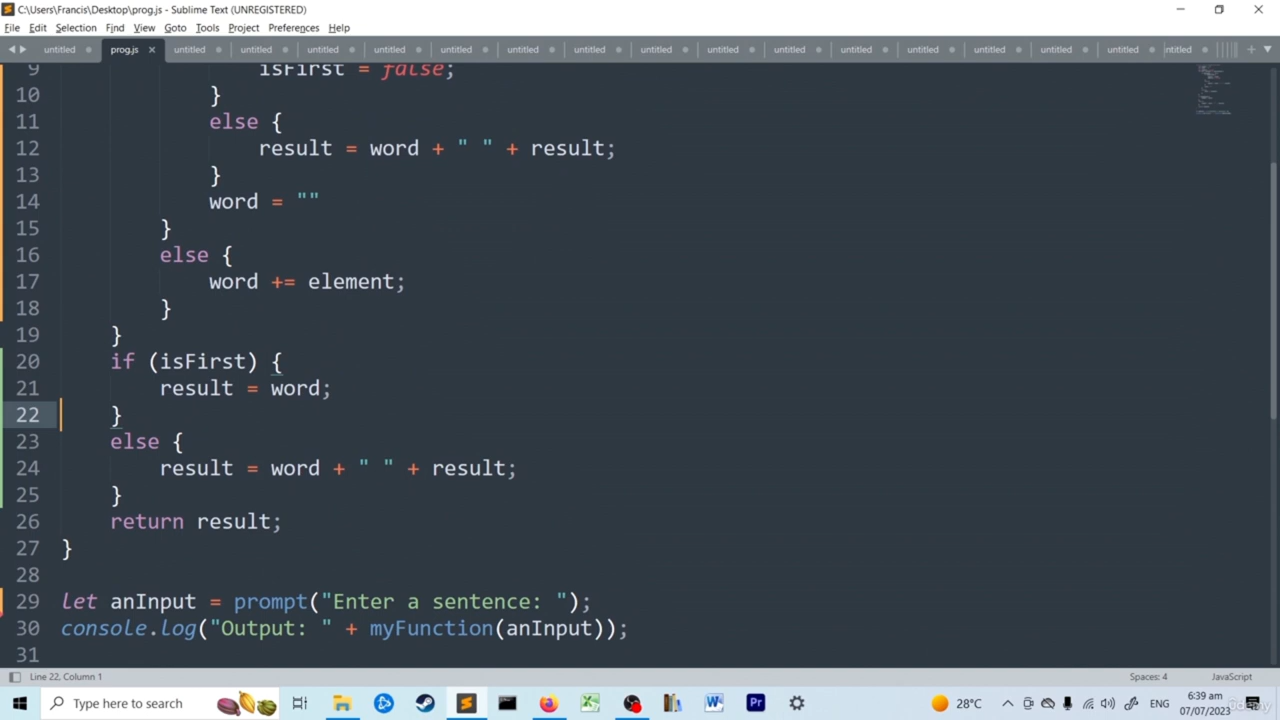 C:\Users\Francis\Desktop\prog.js - Sublime Text (UNREGISTERED)
File Edit Selection Find View Goto Tools Project Preferences Help
untitled prog.js untitled untitled untitled untitled untitled untitled untitled untitled untitled untitled untitled untitled untitled untitled untitled ntitled
9 isFirst = false;
10 }
11 else {
12 result = word + " " + result;
13 }
14 word = ""
15 }
16 else {
17 word += element;
18 }
19 }
20 if (isFirst) {
21 result = word;
22 }
23 else {
24 result = word + " " + result;
25 }
26 return result;
27 }
28
29 let anInput = prompt("Enter a sentence: ");
30 console.log("Output: " + myFunction(anInput));
31
Line 22, Column 1 Spaces: 4 JavaScript
Type here to search 28°C ENG 6:39 am
07/07/2023
udemy